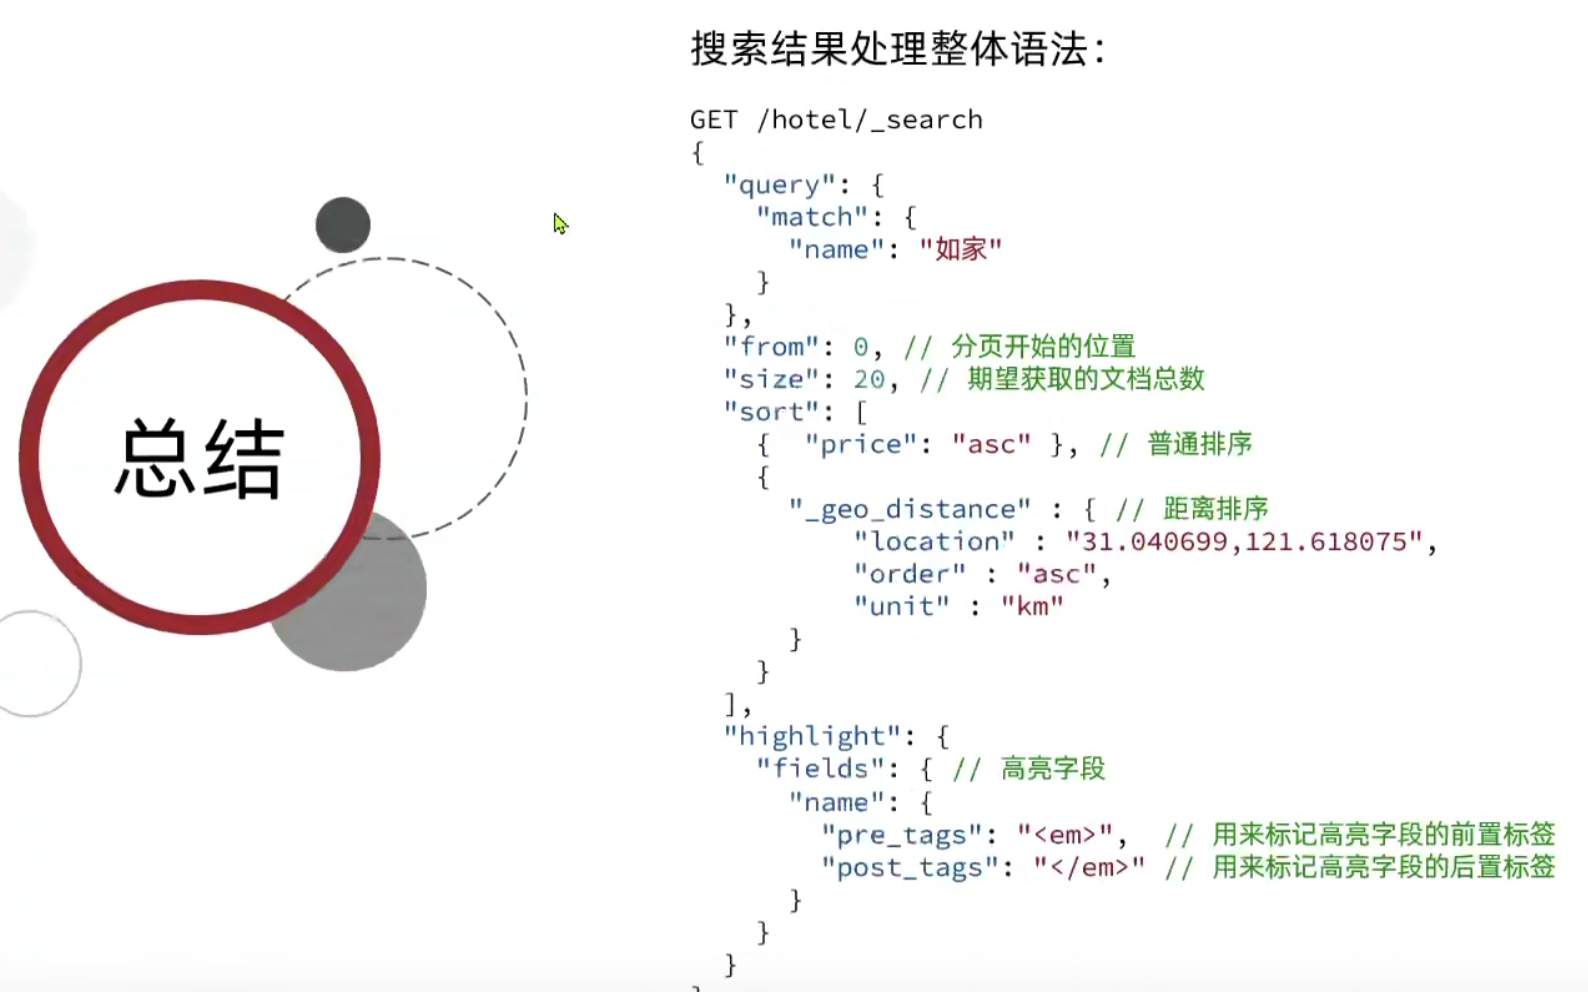 总结
搜索结果处理整体语法：
GET /hotel/_search
{
  "query": {
    "match": {
      "name": "如家"
    }
  },
  "from": 0, // 分页开始的位置
  "size": 20, // 期望获取的文档总数
  "sort": [
    {  "price": "asc" }, // 普通排序
    {
      "_geo_distance" : { // 距离排序
          "location" : "31.040699,121.618075",
          "order" : "asc",
          "unit" : "km"
      }
    }
  ],
  "highlight": {
    "fields": { // 高亮字段
      "name": {
        "pre_tags": "<em>",  // 用来标记高亮字段的前置标签
        "post_tags": "</em>" // 用来标记高亮字段的后置标签
      }
    }
  }